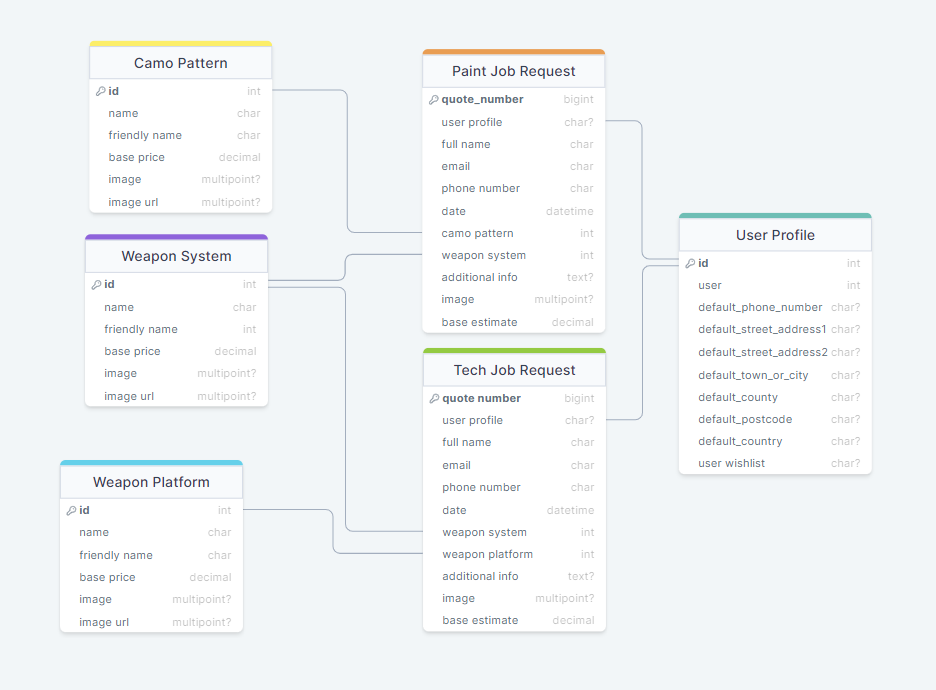 Camo Pattern
id int
name char
friendly name char
base price decimal
image multipoint?
image url multipoint?
Weapon System
id int
name char
friendly name int
base price decimal
image multipoint?
image url multipoint?
Weapon Platform
id int
name char
friendly name char
base price decimal
image multipoint?
image url multipoint?
Paint Job Request
quote_number bigint
user profile char?
full name char
email char
phone number char
date datetime
camo pattern int
weapon system int
additional info text?
image multipoint?
base estimate decimal
Tech Job Request
quote number bigint
user profile char?
full name char
email char
phone number char
date datetime
weapon system int
weapon platform int
additional info text?
image multipoint?
base estimate decimal
User Profile
id int
user int
default_phone_number char?
default_street_address1 char?
default_street_address2 char?
default_town_or_city char?
default_county char?
default_postcode char?
default_country char?
user wishlist char?